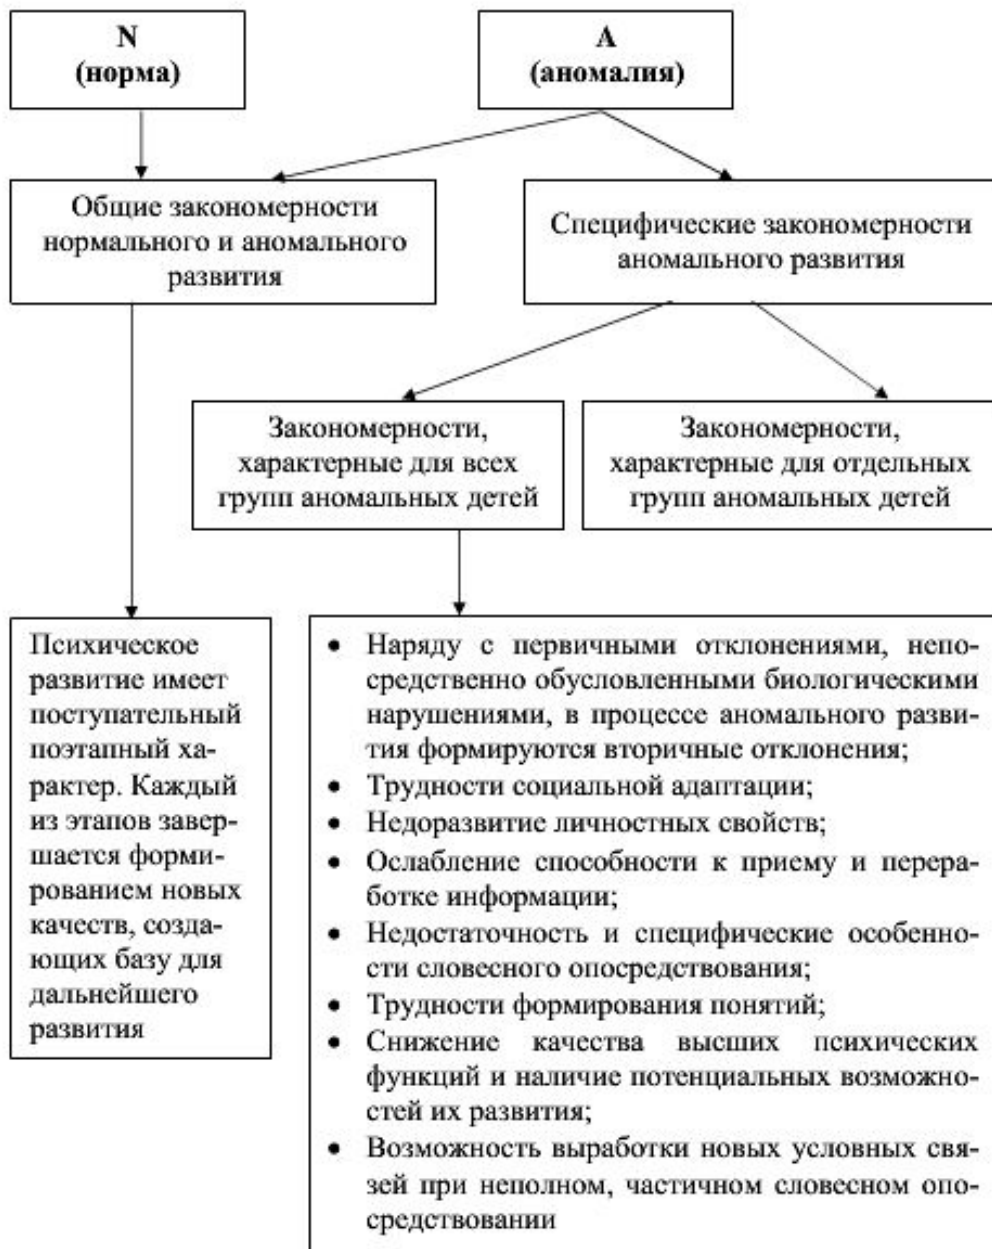 N
(норма)
А
(аномалия)
Общие закономерности
нормального и аномального
развития
Специфические закономерности
аномального развития
Закономерности,
характерные для всех
групп аномальных детей
Закономерности,
характерные для отдельных
групп аномальных детей
Психическое
развитие имеет
поступательный
поэтапный ха-
рактер. Каждый
из этапов завер-
шается форми-
рованием новых
качеств, созда-
ющих базу для
дальнейшего
развития
• Наряду с первичными отклонениями, непо-
средственно обусловленными биологическими
нарушениями, в процессе аномального разви-
тия формируются вторичные отклонения;
• Трудности социальной адаптации;
• Недоразвитие личностных свойств;
• Ослабление способности к приему и перера-
ботке информации;
• Недостаточность и специфические особенно-
сти словесного опосредствования;
• Трудности формирования понятий;
• Снижение качества высших психических
функций и наличие потенциальных возможно-
стей их развития;
• Возможность выработки новых условных свя-
зей при неполном, частичном словесном опо-
средствовании